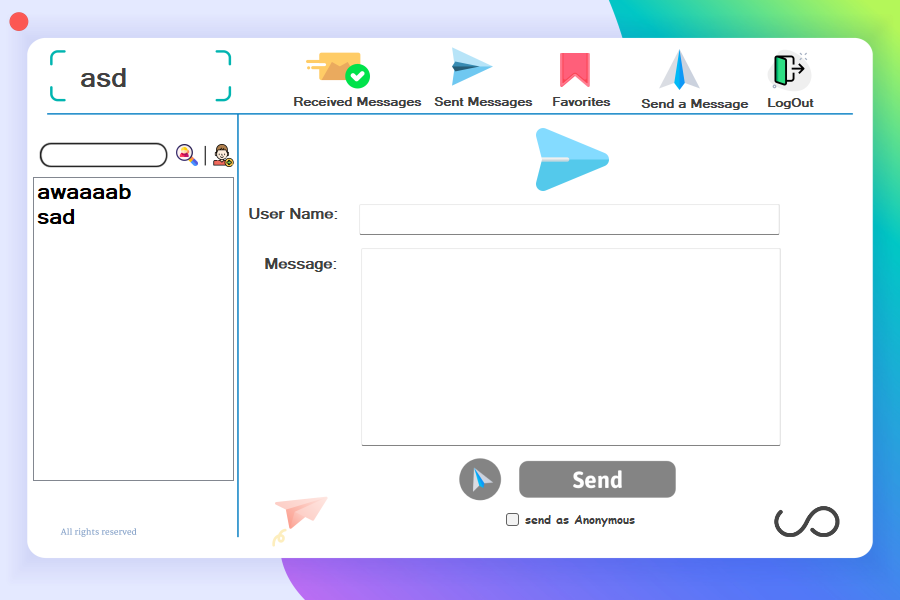 asd
Received Messages
Sent Messages
Favorites
Send a Message
LogOut
awaaaab
sad
User Name:
Message:
Send
send as Anonymous
All rights reserved